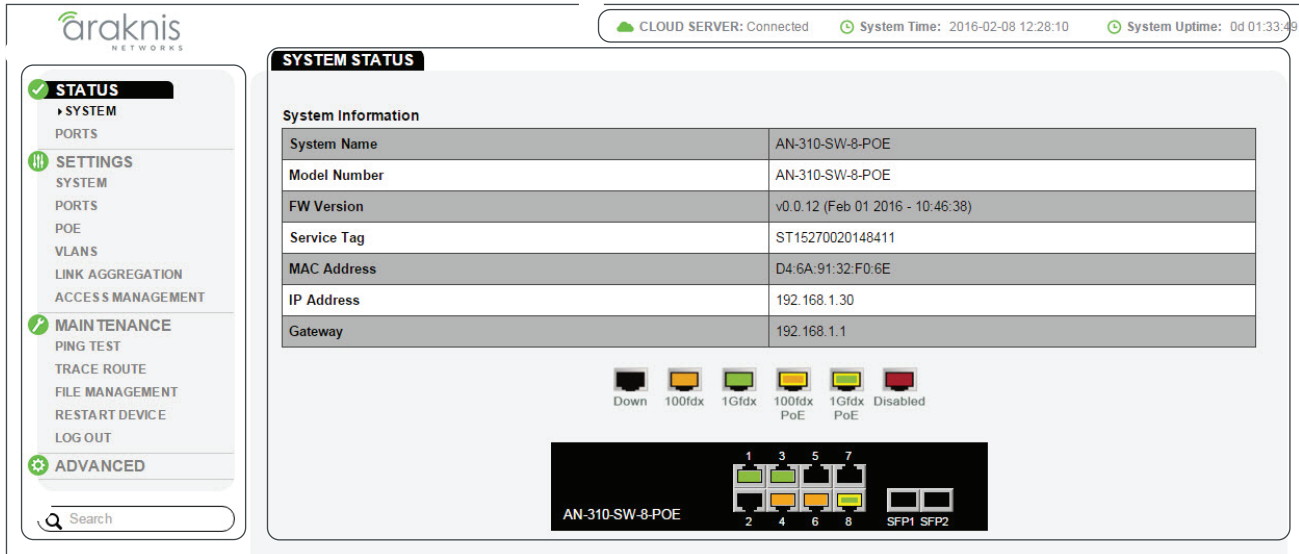 araknis
NETWORKS
CLOUD SERVER: Connected
System Time: 2016-02-08 12:28:10
System Uptime: 0d 01:33:49
STATUS
SYSTEM
PORTS
SETTINGS
SYSTEM
PORTS
POE
VLANS
LINK AGGREGATION
ACCESS MANAGEMENT
MAINTENANCE
PING TEST
TRACE ROUTE
FILE MANAGEMENT
RESTART DEVICE
LOG OUT
ADVANCED
Search
SYSTEM STATUS
System Information
System Name AN-310-SW-8-POE
Model Number AN-310-SW-8-POE
FW Version v0.0.12 (Feb 01 2016 - 10:46:38)
Service Tag ST15270020148411
MAC Address D4:6A:91:32:F0:6E
IP Address 192.168.1.30
Gateway 192.168.1.1
Down 100fdx 1Gfdx 100fdx 1Gfdx Disabled
PoE PoE
1 3 5 7
AN-310-SW-8-POE
2 4 6 8 SFP1 SFP2